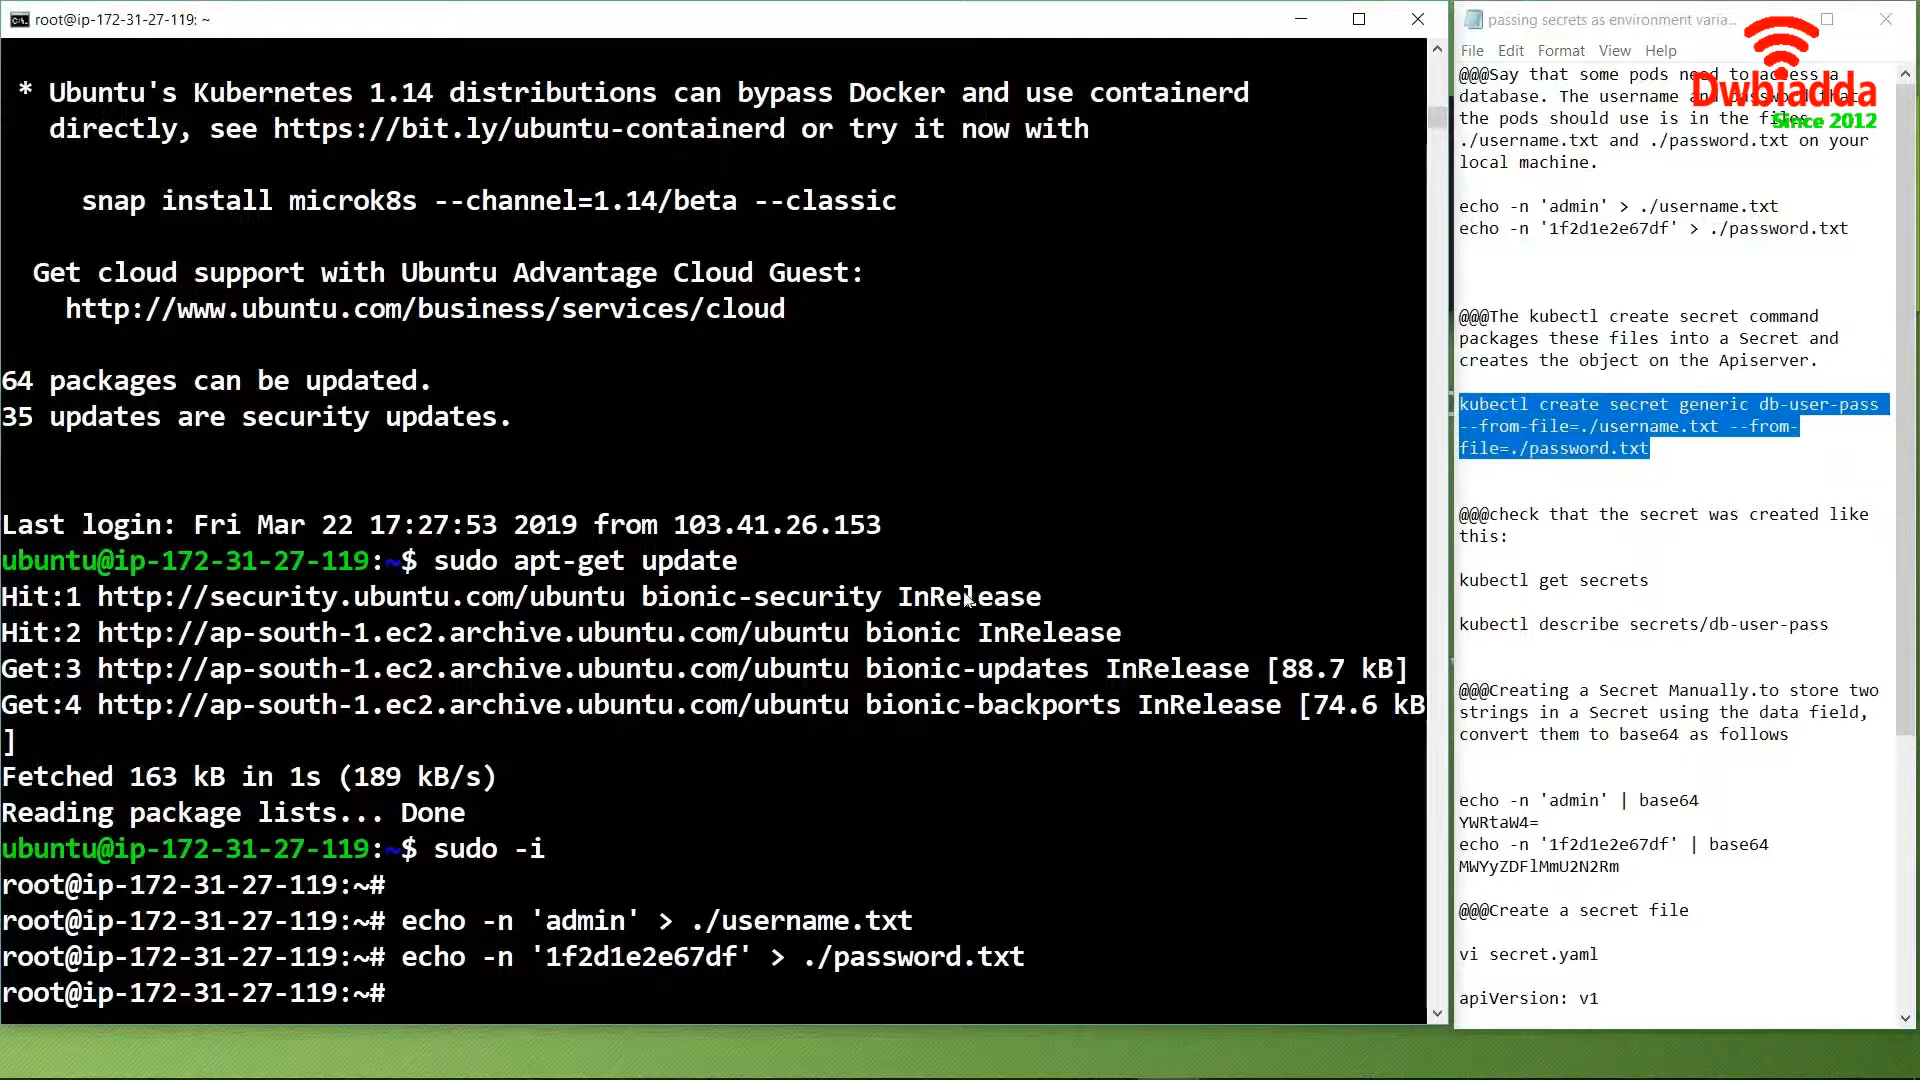 root@ip-172-31-27-119: ~
* Ubuntu's Kubernetes 1.14 distributions can bypass Docker and use containerd
directly, see https://bit.ly/ubuntu-containerd or try it now with
snap install microk8s --channel=1.14/beta --classic
Get cloud support with Ubuntu Advantage Cloud Guest:
http://www.ubuntu.com/business/services/cloud
64 packages can be updated.
35 updates are security updates.
Last login: Fri Mar 22 17:27:53 2019 from 103.41.26.153
ubuntu@ip-172-31-27-119:~$ sudo apt-get update
Hit:1 http://security.ubuntu.com/ubuntu bionic-security InRelease
Hit:2 http://ap-south-1.ec2.archive.ubuntu.com/ubuntu bionic InRelease
Get:3 http://ap-south-1.ec2.archive.ubuntu.com/ubuntu bionic-updates InRelease [88.7 kB]
Get:4 http://ap-south-1.ec2.archive.ubuntu.com/ubuntu bionic-backports InRelease [74.6 kB
]
Fetched 163 kB in 1s (189 kB/s)
Reading package lists... Done
ubuntu@ip-172-31-27-119:~$ sudo -i
root@ip-172-31-27-119:~#
root@ip-172-31-27-119:~# echo -n 'admin' > ./username.txt
root@ip-172-31-27-119:~# echo -n '1f2d1e2e67df' > ./password.txt
root@ip-172-31-27-119:~#
passing secrets as environment varia...
File Edit Format View Help
@@@Say that some pods need to access a
database. The username and password that
the pods should use is in the files
./username.txt and ./password.txt on your
local machine.
echo -n 'admin' > ./username.txt
echo -n '1f2d1e2e67df' > ./password.txt
@@@The kubectl create secret command
packages these files into a Secret and
creates the object on the Apiserver.
kubectl create secret generic db-user-pass
--from-file=./username.txt --from-
file=./password.txt
@@@check that the secret was created like
this:
kubectl get secrets
kubectl describe secrets/db-user-pass
@@@Creating a Secret Manually.to store two
strings in a Secret using the data field,
convert them to base64 as follows
echo -n 'admin' | base64
YWRtaW4=
echo -n '1f2d1e2e67df' | base64
MWYyZDFlMmU2N2Rm
@@@Create a secret file
vi secret.yaml
apiVersion: v1
Dwbiadda
Since 2012